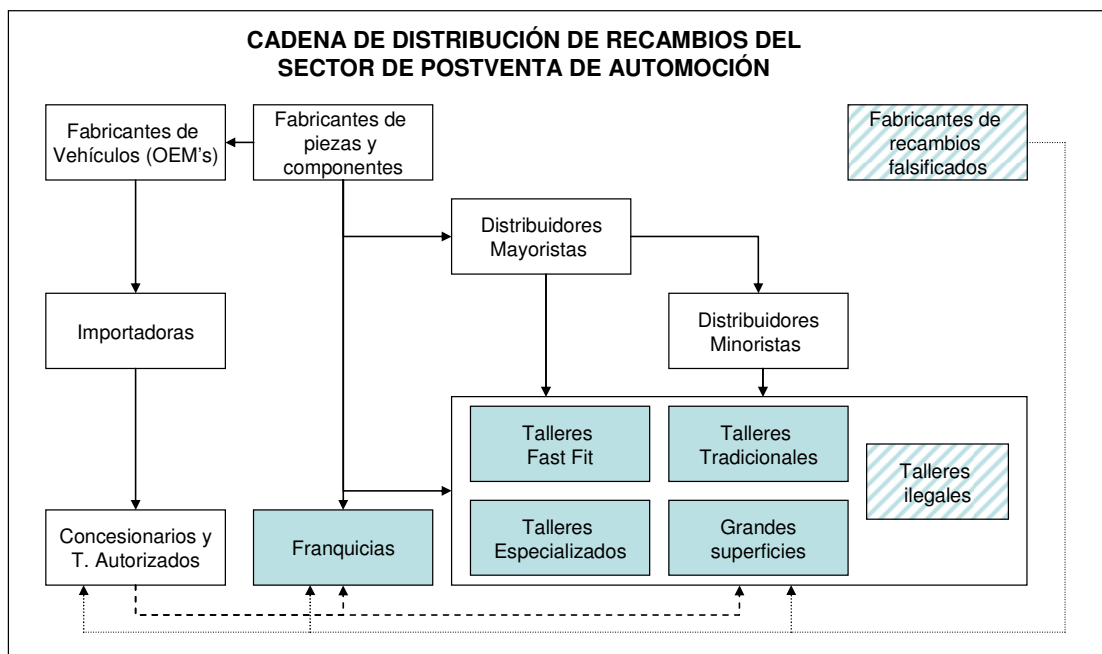 CADENA DE DISTRIBUCIÓN DE RECAMBIOS DEL
SECTOR DE POSTVENTA DE AUTOMOCIÓN
Fabricantes de
Vehículos (OEM's)
Fabricantes de
piezas y
componentes
Fabricantes de
recambios
falsificados
Distribuidores
Mayoristas
Importadoras
Distribuidores
Minoristas
Talleres
Fast Fit
Talleres
Tradicionales
Talleres
ilegales
Concesionarios y
T. Autorizados
Franquicias
Talleres
Especializados
Grandes
superficies